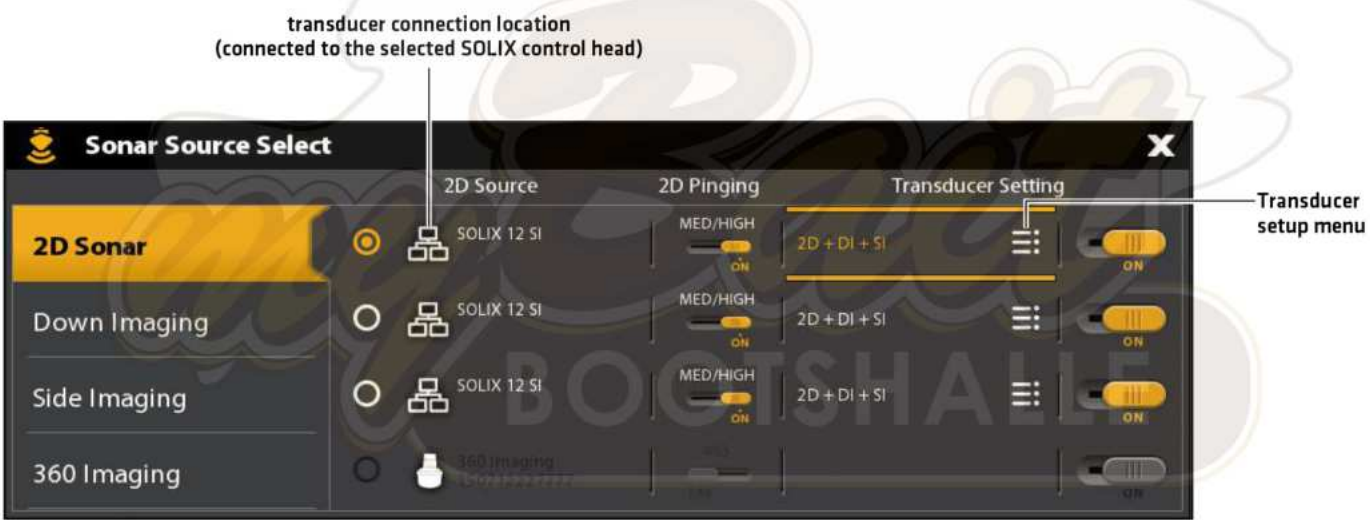 transducer connection location
(connected to the selected SOLIX control head)
Sonar Source Select
X
2D Source 2D Pinging Transducer Setting
Transducer
setup menu
2D Sonar
SOLIX 12 SI MED/HIGH 2D + DI + SI
ON ON
Down Imaging
SOLIX 12 SI MED/HIGH 2D + DI + SI
ON ON
Side Imaging
SOLIX 12 SI MED/HIGH 2D + DI + SI
ON ON
360 Imaging
360 Imaging
ON
my Bait
BOOTSHALLE